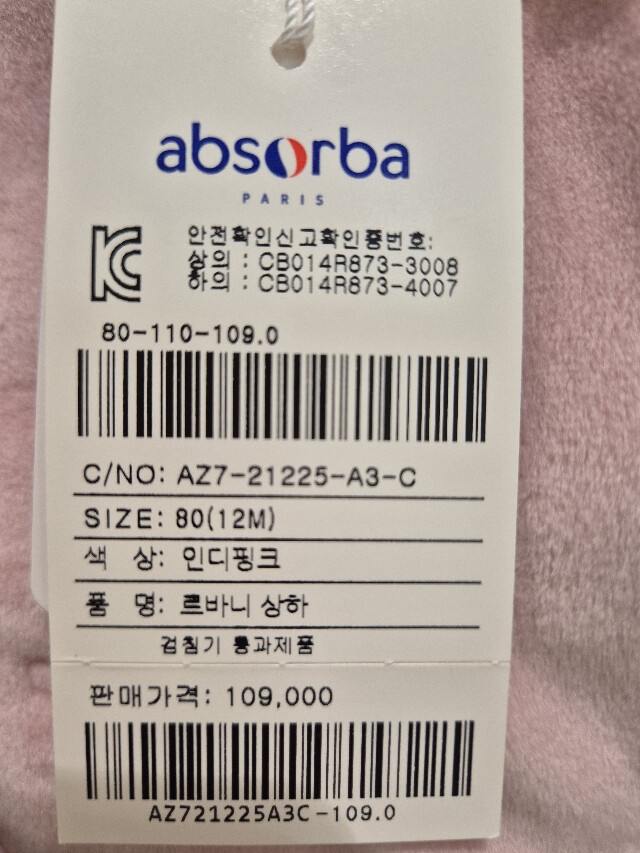 absorba
PARIS
안전확인신고확인증번호:
상의 : CB014R873-3008
하의 : CB014R873-4007
80-110-109.0
C/NO: AZ7-21225-A3-C
SIZE: 80(12M)
색 상: 인디핑크
품 명: 르바니 상하
검침기 통과제품
판매가격: 109,000
AZ721225A3C-109.0